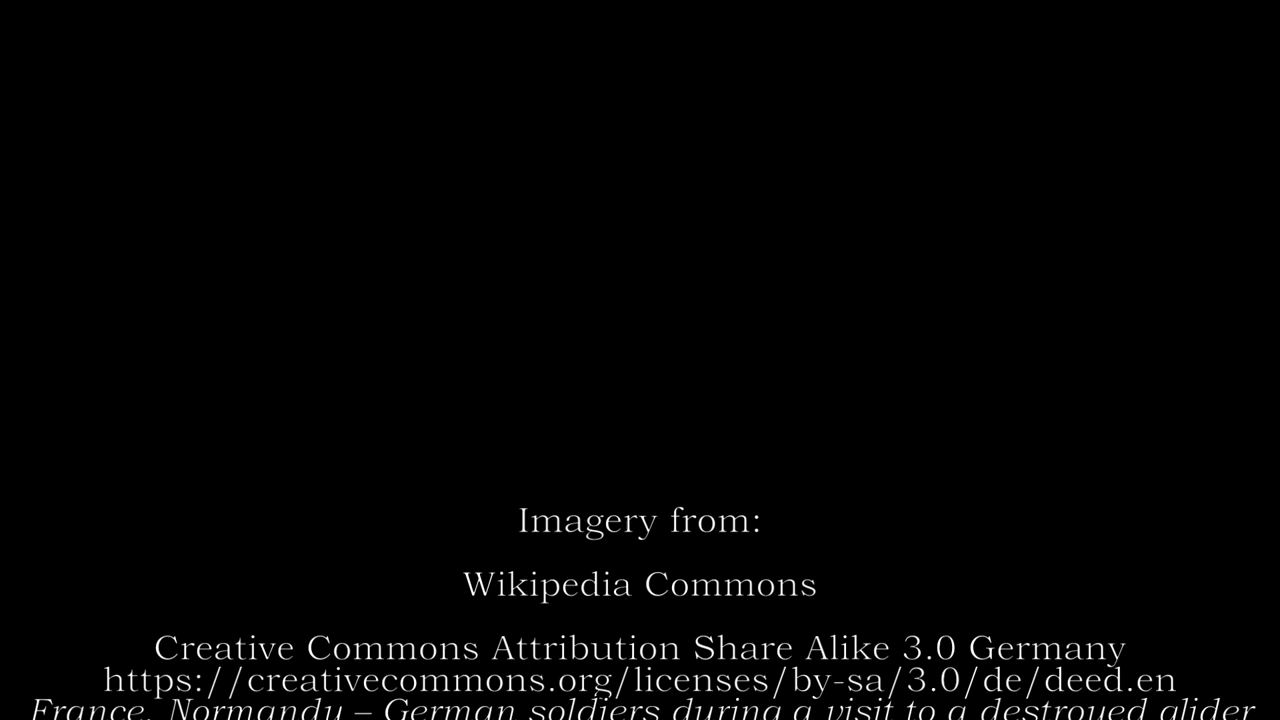 Imagery from:
Wikipedia Commons
Creative Commons Attribution Share Alike 3.0 Germany
https://creativecommons.org/licenses/by-sa/3.0/de/deed.en
France, Normandy – German soldiers during a visit to a destroyed glider